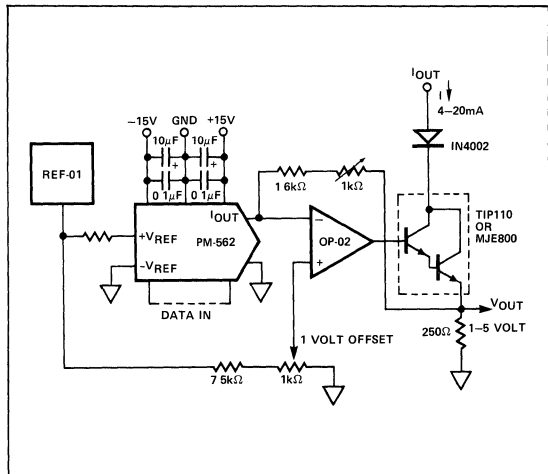 IOUT
I
4–20mA
–15V GND +15V
10µF 10µF
+ +
IN4002
REF-01
0 1µF 0 1µF
1 6kΩ 1kΩ
TIP110
OR
MJE800
IOUT
+VREF PM-562
– OP-02
–VREF
+
DATA IN
VOUT
1 VOLT OFFSET
250Ω 1–5 VOLT
7 5kΩ 1kΩ